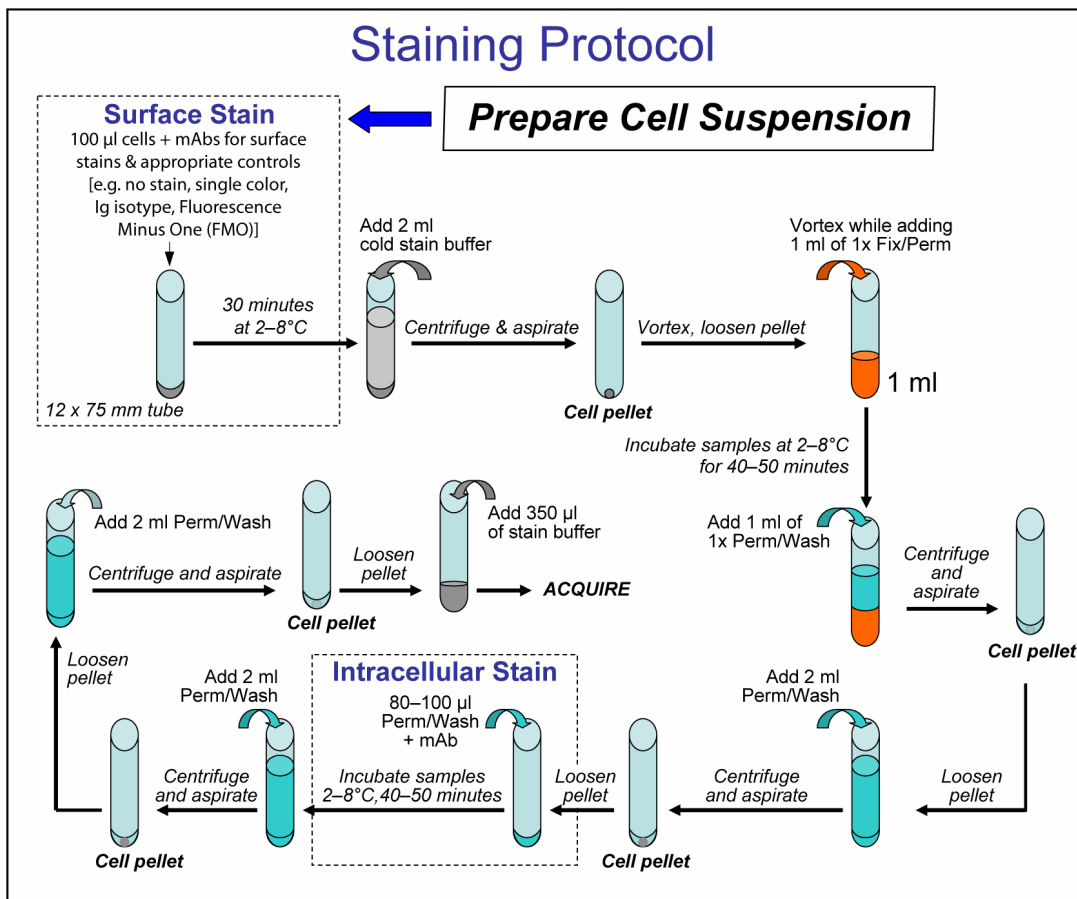 Staining Protocol
Prepare Cell Suspension
Surface Stain
100 µl cells + mAbs for surface
stains & appropriate controls
[e.g. no stain, single color,
Ig isotype, Fluorescence
Minus One (FMO)]
30 minutes
at 2–8°C
12 x 75 mm tube
Add 2 ml
cold stain buffer
Centrifuge & aspirate
Cell pellet
Vortex, loosen pellet
Vortex while adding
1 ml of 1x Fix/Perm
1 ml
Incubate samples at 2–8°C
for 40–50 minutes
Add 1 ml of
1x Perm/Wash
Centrifuge
and
aspirate
Cell pellet
Loosen
pellet
Add 2 ml
Perm/Wash
Centrifuge
and aspirate
Cell pellet
Loosen
pellet
Intracellular Stain
80–100 µl
Perm/Wash
+ mAb
Incubate samples
2–8°C,40–50 minutes
Add 2 ml
Perm/Wash
Centrifuge
and aspirate
Cell pellet
Loosen
pellet
Add 2 ml Perm/Wash
Centrifuge and aspirate
Cell pellet
Loosen
pellet
Add 350 µl
of stain buffer
ACQUIRE